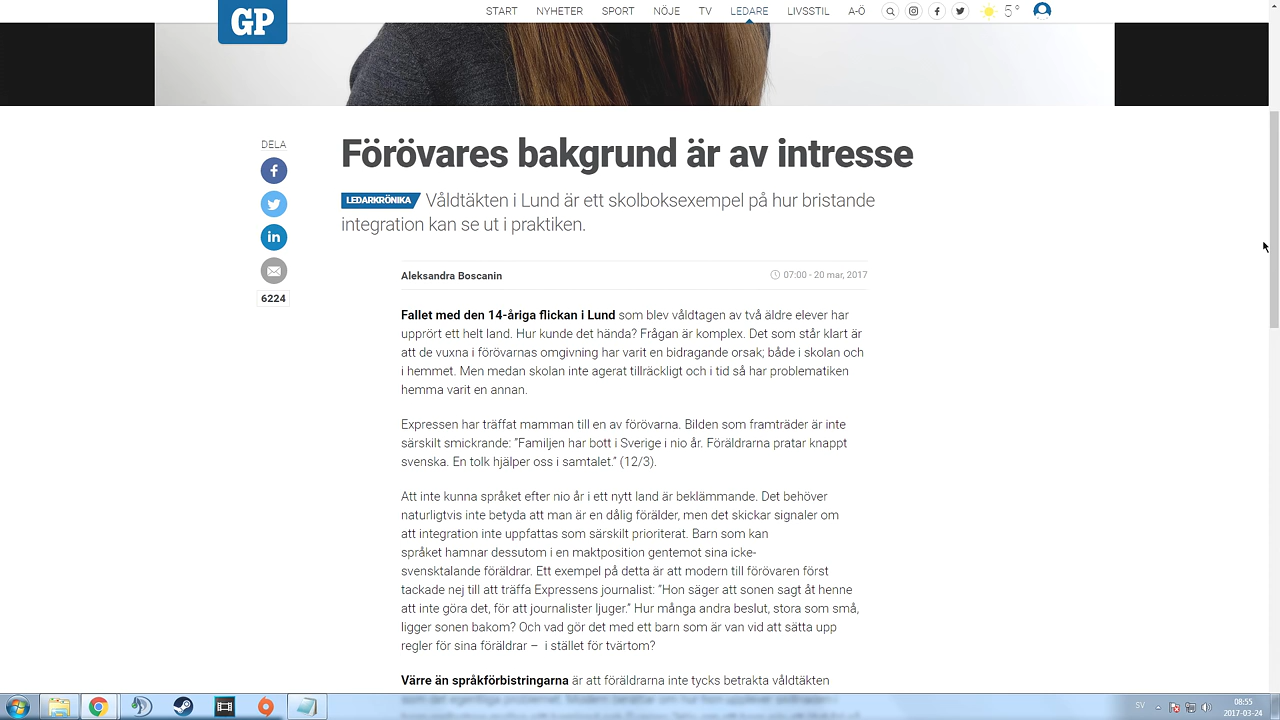 GP
START NYHETER SPORT NÖJE TV LEDARE LIVSSTIL A-Ö 5°
DELA
Förövares bakgrund är av intresse
LEDARKRÖNIKA Våldtäkten i Lund är ett skolboksexempel på hur bristande
integration kan se ut i praktiken.
6224
Aleksandra Boscanin 07:00 - 20 mar, 2017
Fallet med den 14-åriga flickan i Lund som blev våldtagen av två äldre elever har
upprört ett helt land. Hur kunde det hända? Frågan är komplex. Det som står klart är
att de vuxna i förövarnas omgivning har varit en bidragande orsak; både i skolan och
i hemmet. Men medan skolan inte agerat tillräckligt och i tid så har problematiken
hemma varit en annan.
Expressen har träffat mamman till en av förövarna. Bilden som framträder är inte
särskilt smickrande: ”Familjen har bott i Sverige i nio år. Föräldrarna pratar knappt
svenska. En tolk hjälper oss i samtalet.” (12/3).
Att inte kunna språket efter nio år i ett nytt land är beklämmande. Det behöver
naturligtvis inte betyda att man är en dålig förälder, men det skickar signaler om
att integration inte uppfattas som särskilt prioriterat. Barn som kan
språket hamnar dessutom i en maktposition gentemot sina icke-
svensktalande föräldrar. Ett exempel på detta är att modern till förövaren först
tackade nej till att träffa Expressens journalist: ”Hon säger att sonen sagt åt henne
att inte göra det, för att journalister ljuger.” Hur många andra beslut, stora som små,
ligger sonen bakom? Och vad gör det med ett barn som är van vid att sätta upp
regler för sina föräldrar – i stället för tvärtom?
Värre än språkförbistringarna är att föräldrarna inte tycks betrakta våldtäkten
SV 08:55
2017-03-24